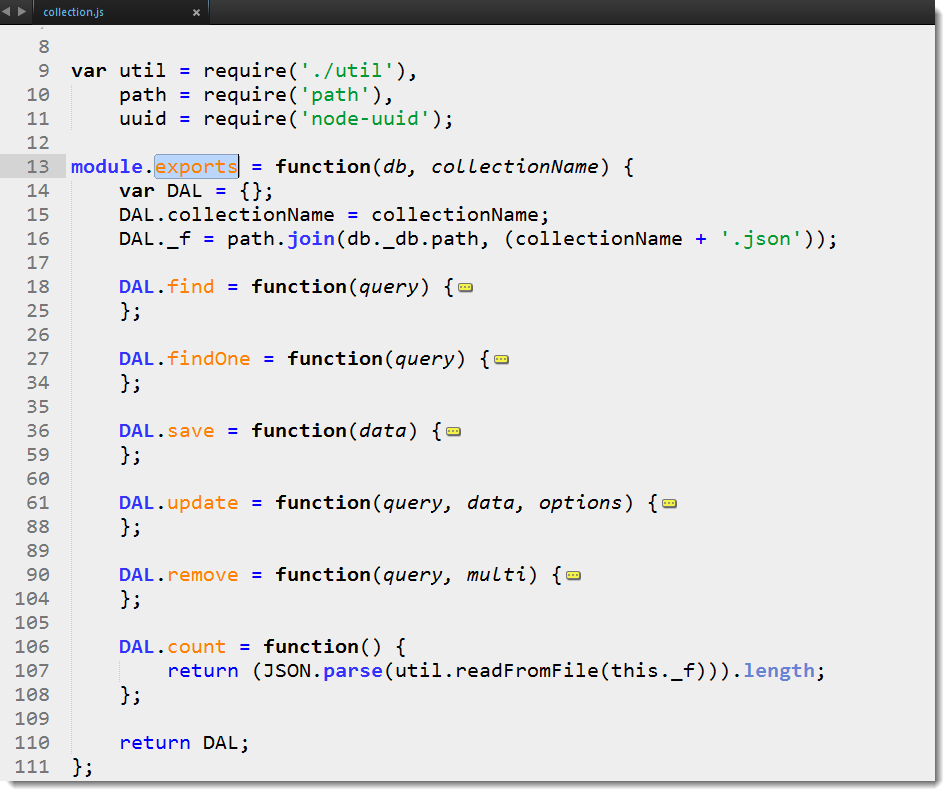 collection.js ×
8
9 var util = require('./util'),
10     path = require('path'),
11     uuid = require('node-uuid');
12
13 module.exports = function(db, collectionName) {
14     var DAL = {};
15     DAL.collectionName = collectionName;
16     DAL._f = path.join(db._db.path, (collectionName + '.json'));
17
18     DAL.find = function(query) {
25     };
26
27     DAL.findOne = function(query) {
34     };
35
36     DAL.save = function(data) {
59     };
60
61     DAL.update = function(query, data, options) {
88     };
89
90     DAL.remove = function(query, multi) {
104     };
105
106     DAL.count = function() {
107         return (JSON.parse(util.readFromFile(this._f))).length;
108     };
109
110     return DAL;
111 };